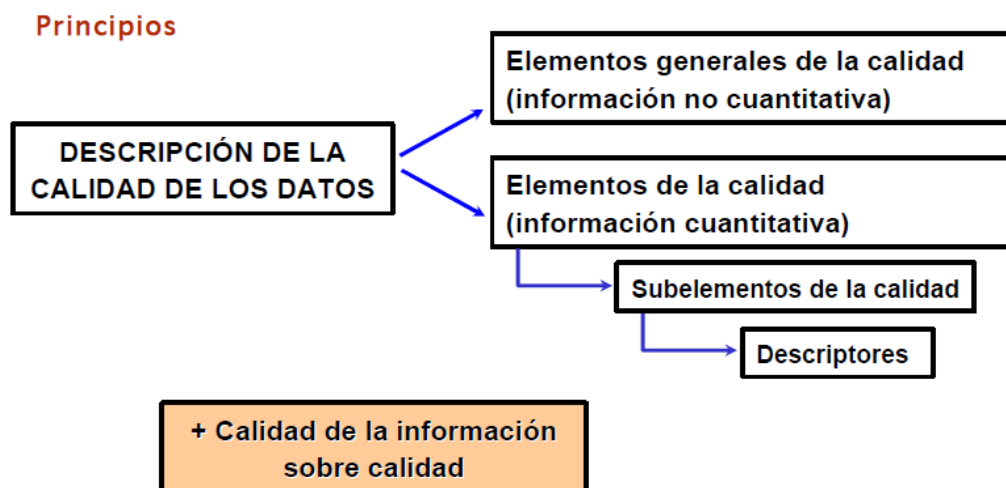 Principios
Elementos generales de la calidad
(información no cuantitativa)
DESCRIPCIÓN DE LA
CALIDAD DE LOS DATOS
Elementos de la calidad
(información cuantitativa)
Subelementos de la calidad
Descriptores
+ Calidad de la información
sobre calidad